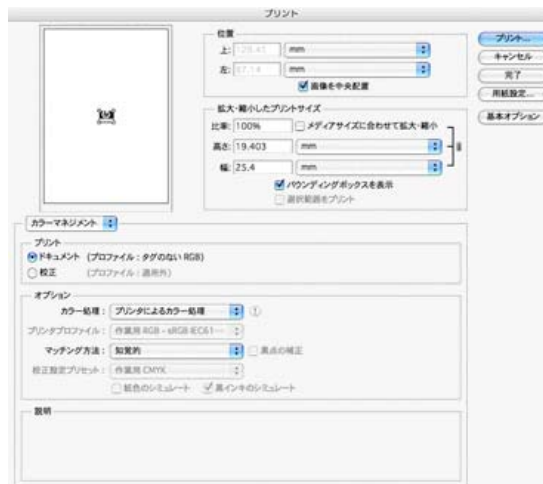 プリント
位置
上: 129.41 mm
左: 87.14 mm
画像を中央配置
拡大・縮小したプリントサイズ
比率: 100% メディアサイズに合わせて拡大・縮小
高さ: 19.403 mm
幅: 25.4 mm
バウンディングボックスを表示
選択範囲をプリント
プリント...
キャンセル
完了
用紙設定...
基本オプション
カラーマネジメント
プリント
ドキュメント (プロファイル : タグのない RGB)
校正 (プロファイル : 適用外)
オプション
カラー処理 : プリンタによるカラー処理
プリンタプロファイル : 作業用 RGB - sRGB IEC61...
マッチング方法 : 知覚的 黒点の補正
校正設定プリセット : 作業用 CMYK
紙色のシミュレート 黒インキのシミュレート
説明